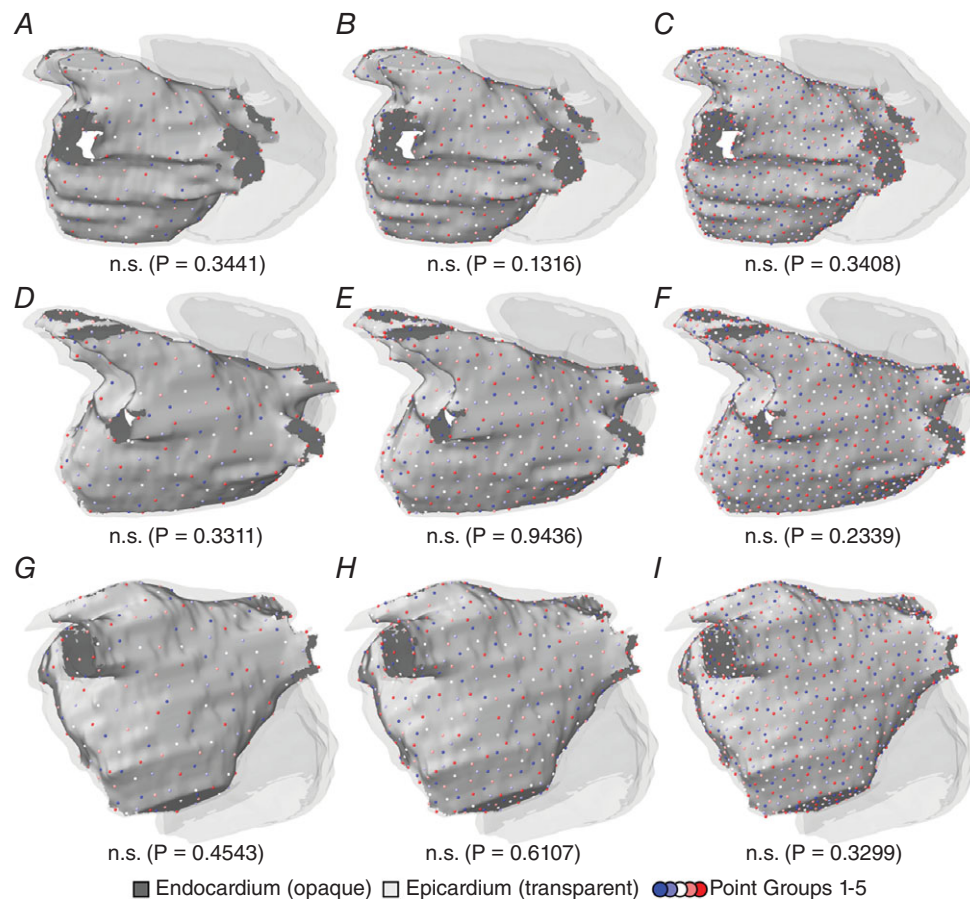 A B C
n.s. (P = 0.3441) n.s. (P = 0.1316) n.s. (P = 0.3408)
D E F
n.s. (P = 0.3311) n.s. (P = 0.9436) n.s. (P = 0.2339)
G H I
n.s. (P = 0.4543) n.s. (P = 0.6107) n.s. (P = 0.3299)
Endocardium (opaque) Epicardium (transparent) Point Groups 1-5